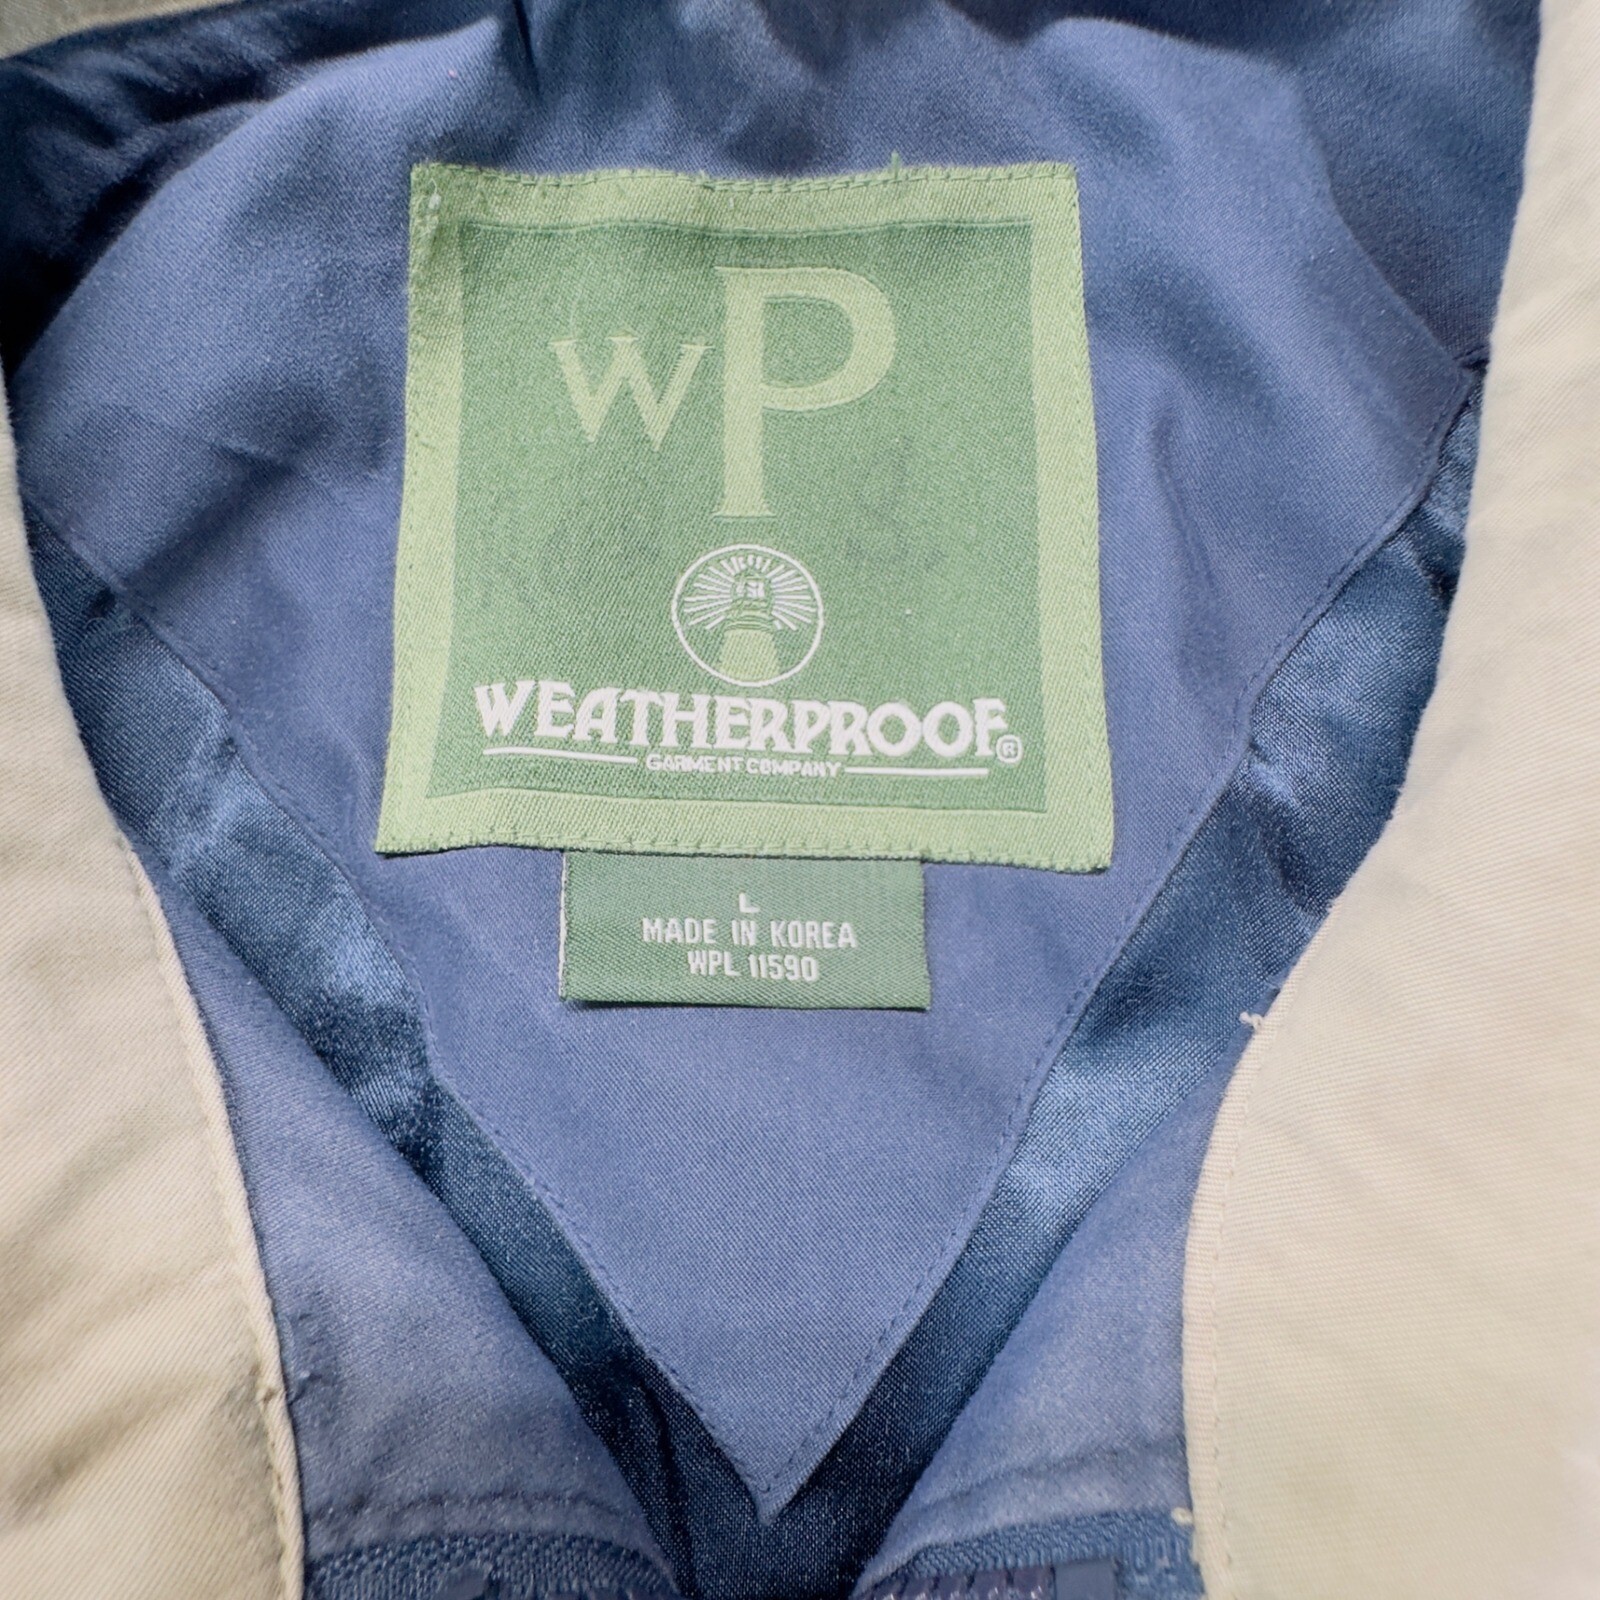 WP
WEATHERPROOF®
GARMENT COMPANY
L
MADE IN KOREA
WPL 11590